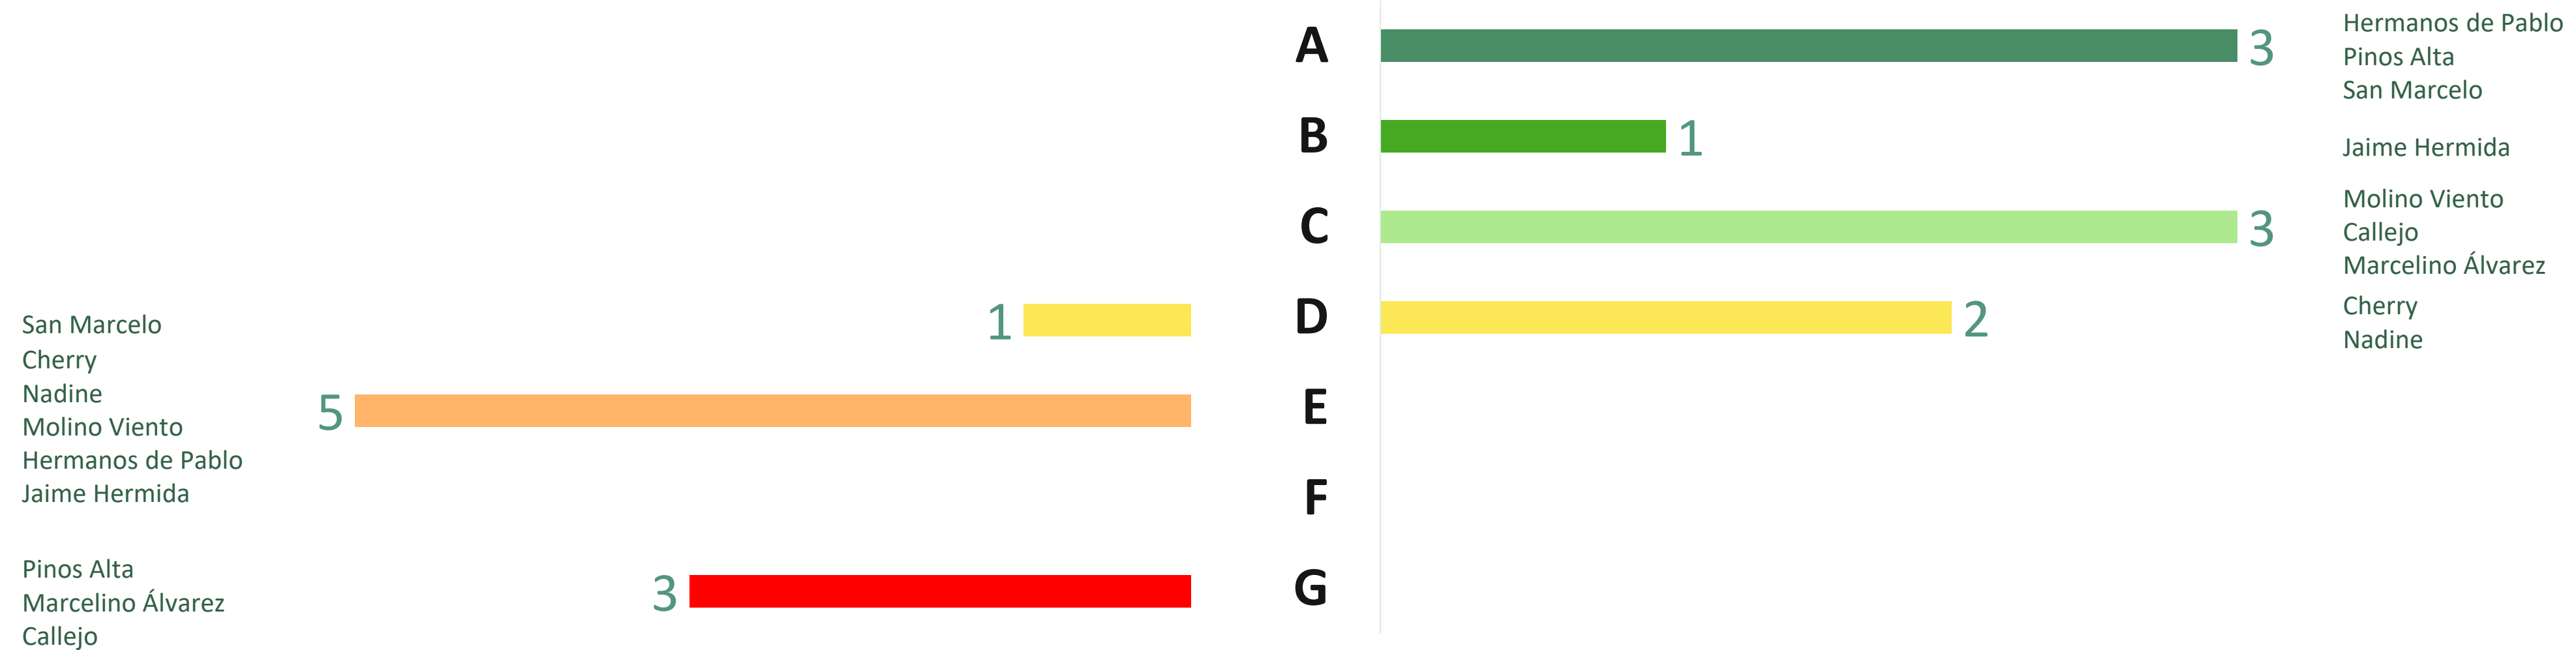 A
3
Hermanos de Pablo
Pinos Alta
San Marcelo
B
1
Jaime Hermida
C
3
Molino Viento
Callejo
Marcelino Álvarez
San Marcelo
1
D
2
Cherry
Nadine
Cherry
Nadine
Molino Viento
Hermanos de Pablo
Jaime Hermida
5
E
F
Pinos Alta
Marcelino Álvarez
Callejo
3
G